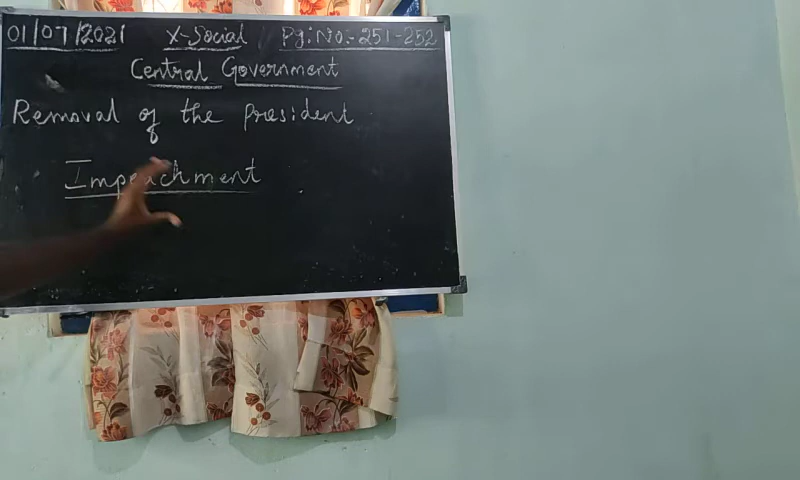 01/07/2021 X-Social Pg:No:-251-252
Central Government
Removal of the president
Impeachment